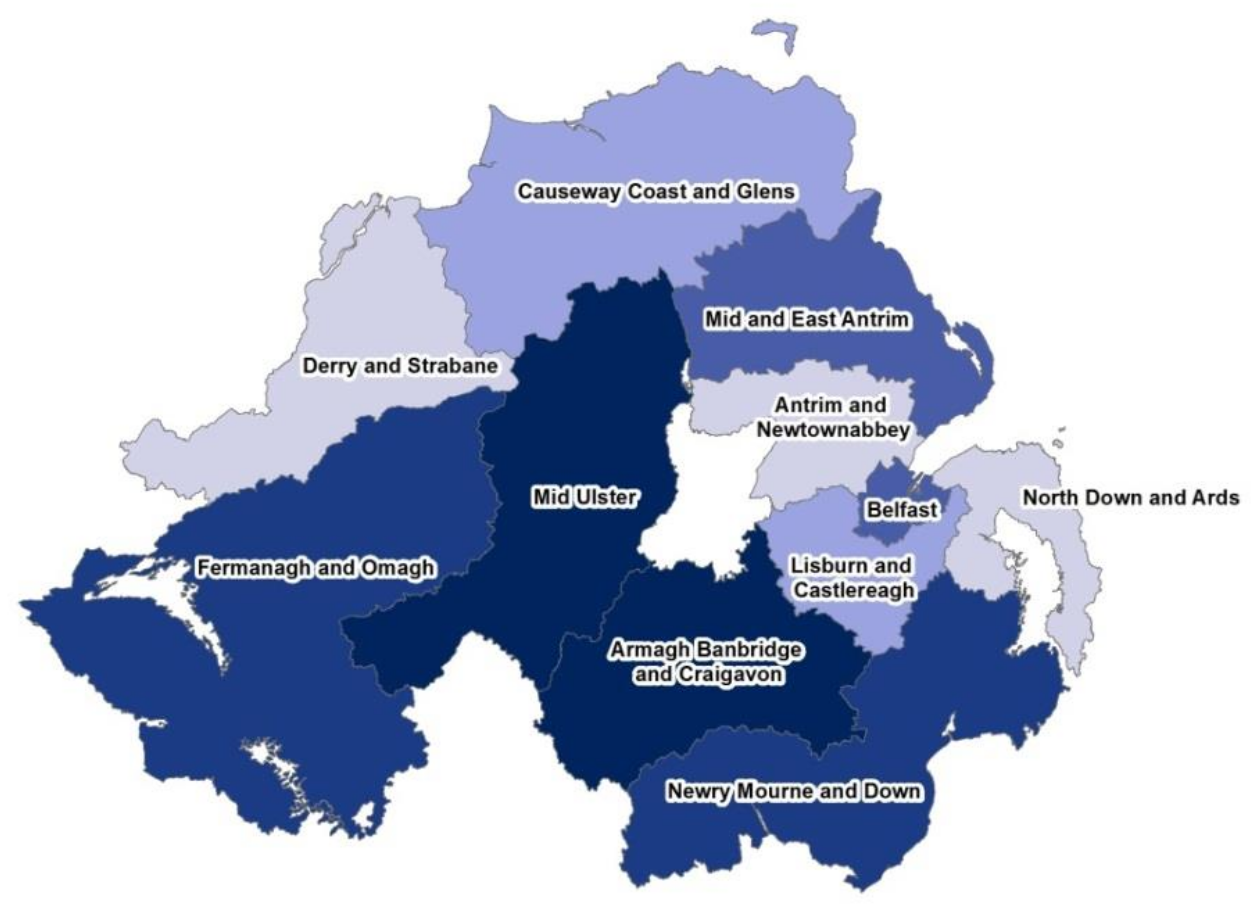 Causeway Coast and Glens
Mid and East Antrim
Derry and Strabane
Antrim and
Newtownabbey
Mid Ulster
North Down and Ards
Belfast
Fermanagh and Omagh
Lisburn and
Castlereagh
Armagh Banbridge
and Craigavon
Newry Mourne and Down